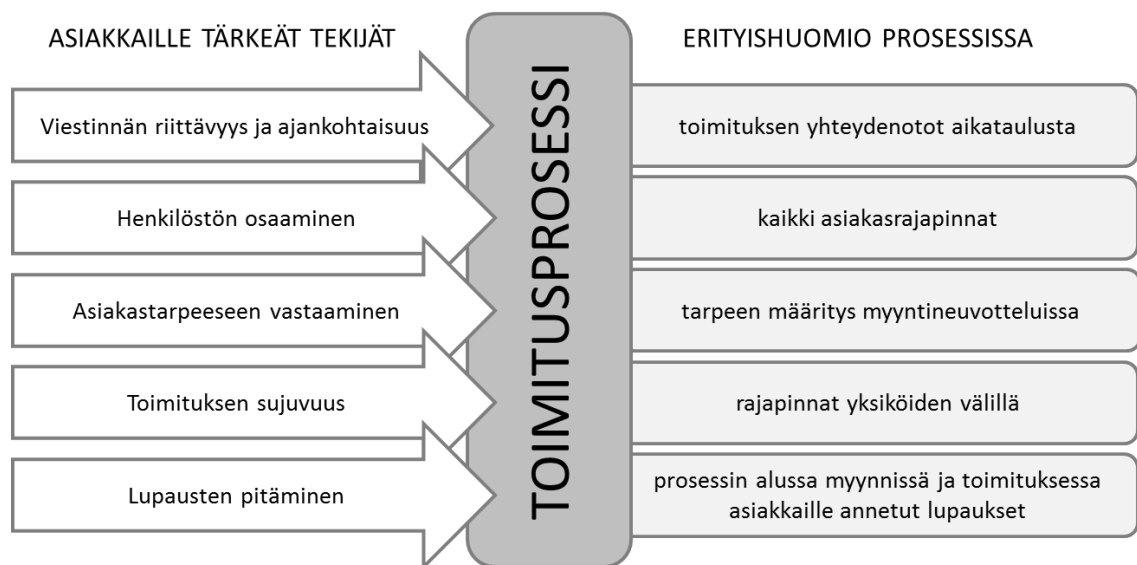 ASIAKKAILLE TÄRKEÄT TEKIJÄT
Viestinnän riittävyys ja ajankohtaisuus
Henkilöstön osaaminen
Asiakastarpeeseen vastaaminen
Toimituksen sujuvuus
Lupausten pitäminen
TOIMITUSPROSESSI
ERITYISHUOMIO PROSESSISSA
toimituksen yhteydenotot aikataulusta
kaikki asiakasrajapinnat
tarpeen määritys myyntineuvotteluissa
rajapinnat yksiköiden välillä
prosessin alussa myynnissä ja toimituksessa
asiakkaille annetut lupaukset